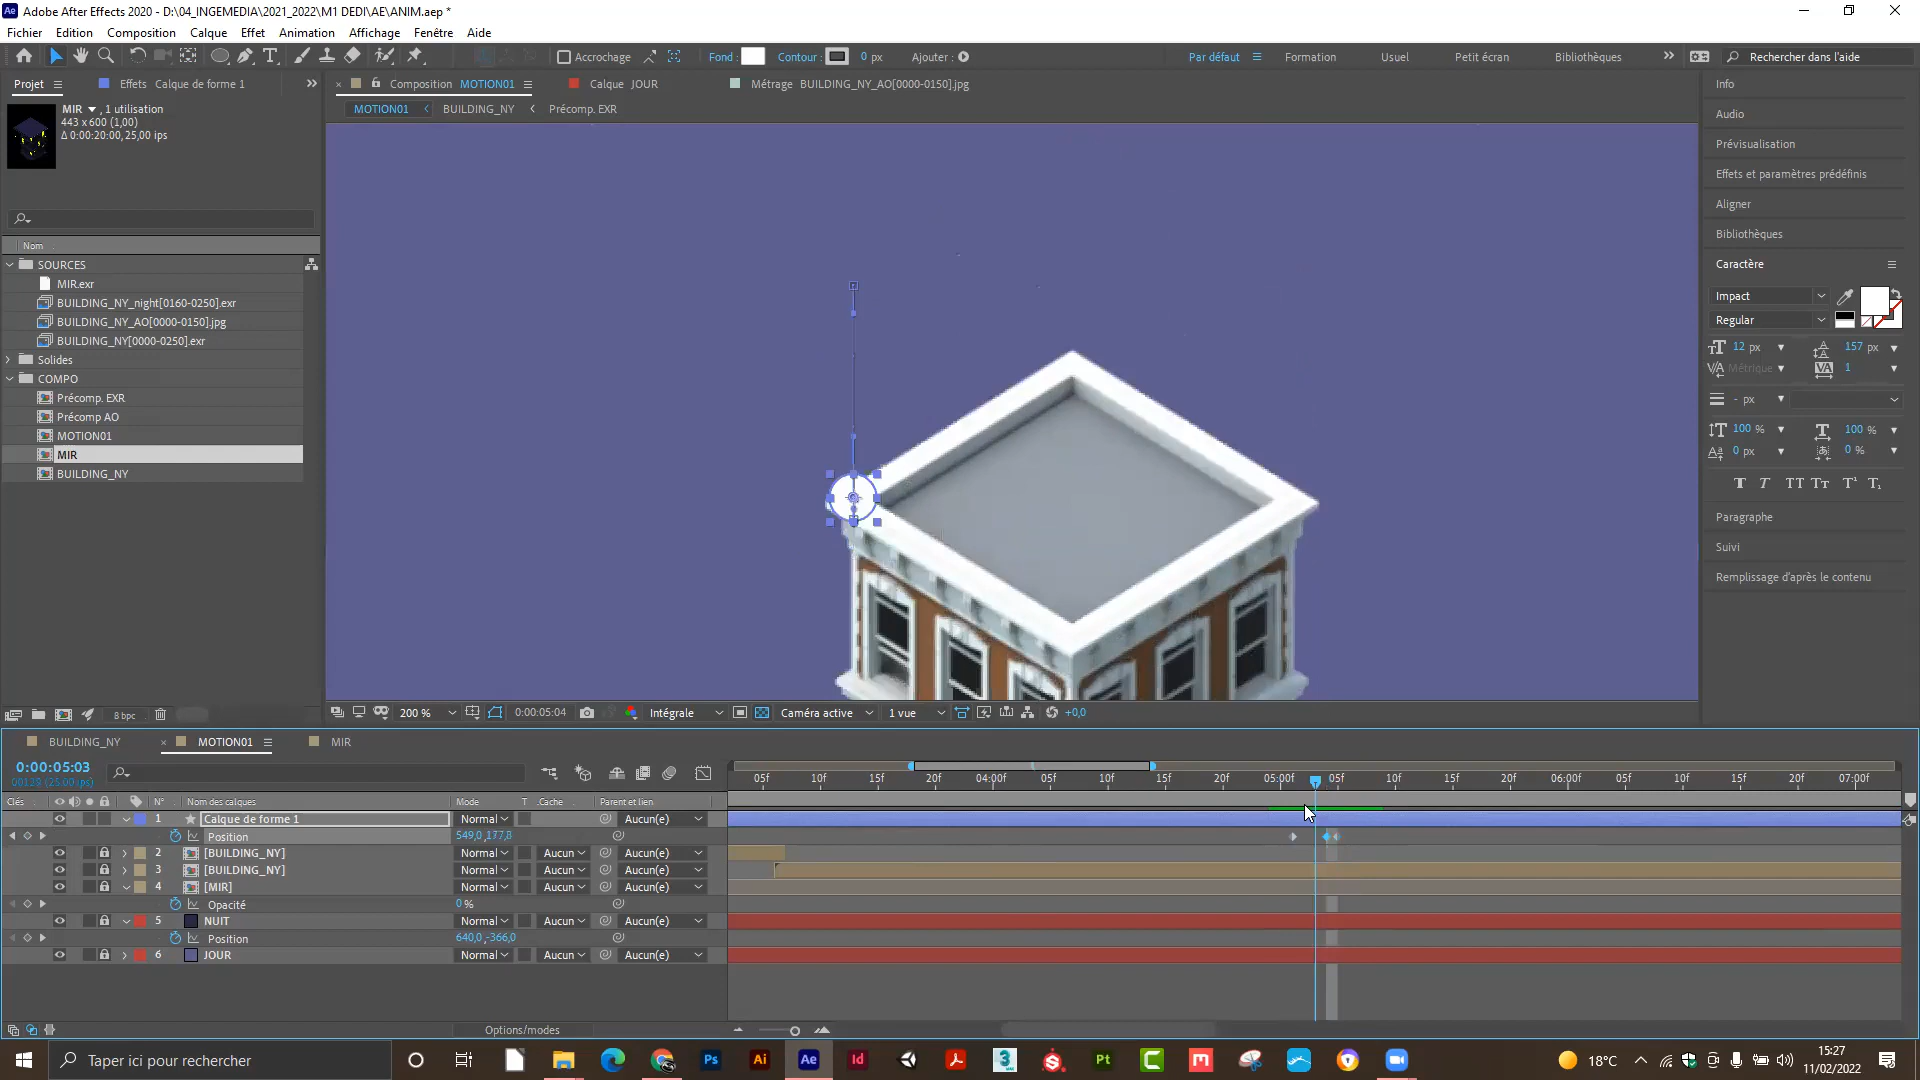 Adobe After Effects 2020 - D:\04_INGEMEDIA\2021_2022\M1 DEDI\AE\ANIM.aep *
Fichier Edition Composition Calque Effet Animation Affichage Fenêtre Aide
Accrochage Fond : Contour : 0 px Ajouter : Par défaut Formation Usuel Petit écran Bibliothèques Rechercher dans l'aide
Projet Effets Calque de forme 1 Composition MOTION01 Calque JOUR Métrage BUILDING_NY_AO[0000-0150].jpg
MOTION01 BUILDING_NY Précomp. EXR
MIR , 1 utilisation
443 x 600 (1,00)
Δ 0:00:20:00, 25,00 ips
Nom
SOURCES
MIR.exr
BUILDING_NY_night[0160-0250].exr
BUILDING_NY_AO[0000-0150].jpg
BUILDING_NY[0000-0250].exr
Solides
COMPO
Précomp. EXR
Précomp AO
MOTION01
MIR
BUILDING_NY
8 bpc
200 % 0:00:05:04 Intégrale Caméra active 1 vue +0,0
Info
Audio
Prévisualisation
Effets et paramètres prédéfinis
Aligner
Bibliothèques
Caractère
Impact
Regular
12 px 157 px
Métrique 1
- px
100 % 100 %
0 px 0 %
Paragraphe
Suivi
Remplissage d'après le contenu
BUILDING_NY MOTION01 MIR
0:00:05:03
(25.00 ips)
05f 10f 15f 20f 04:00f 05f 10f 15f 20f 05:00f 05f 10f 15f 20f 06:00f 05f 10f 15f 20f 07:00f
Clés N° Nom des calques Mode T .Cache Parent et lien
1 Calque de forme 1 Normal Aucun(e)
Position 549,0,177,8
2 [BUILDING_NY] Normal Aucun Aucun(e)
3 [BUILDING_NY] Normal Aucun Aucun(e)
4 [MIR] Normal Aucun Aucun(e)
Opacité 0 %
5 NUIT Normal Aucun Aucun(e)
Position 640,0,-366,0
6 JOUR Normal Aucun Aucun(e)
Options/modes
Taper ici pour rechercher
18°C
15:27
11/02/2022